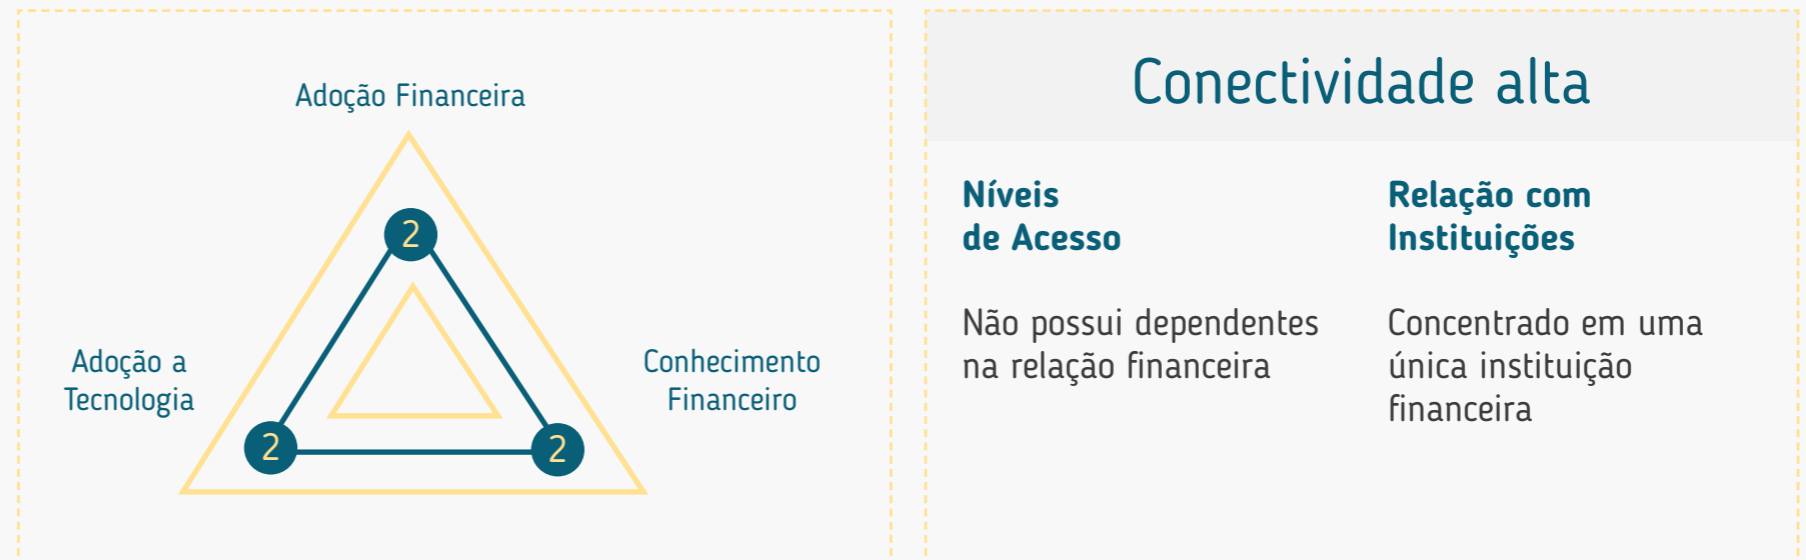 Adoção Financeira
2
Adoção a
Tecnologia
Conhecimento
Financeiro
2
2
Conectividade alta
Níveis
de Acesso
Não possui dependentes
na relação financeira
Relação com
Instituições
Concentrado em uma
única instituição
financeira